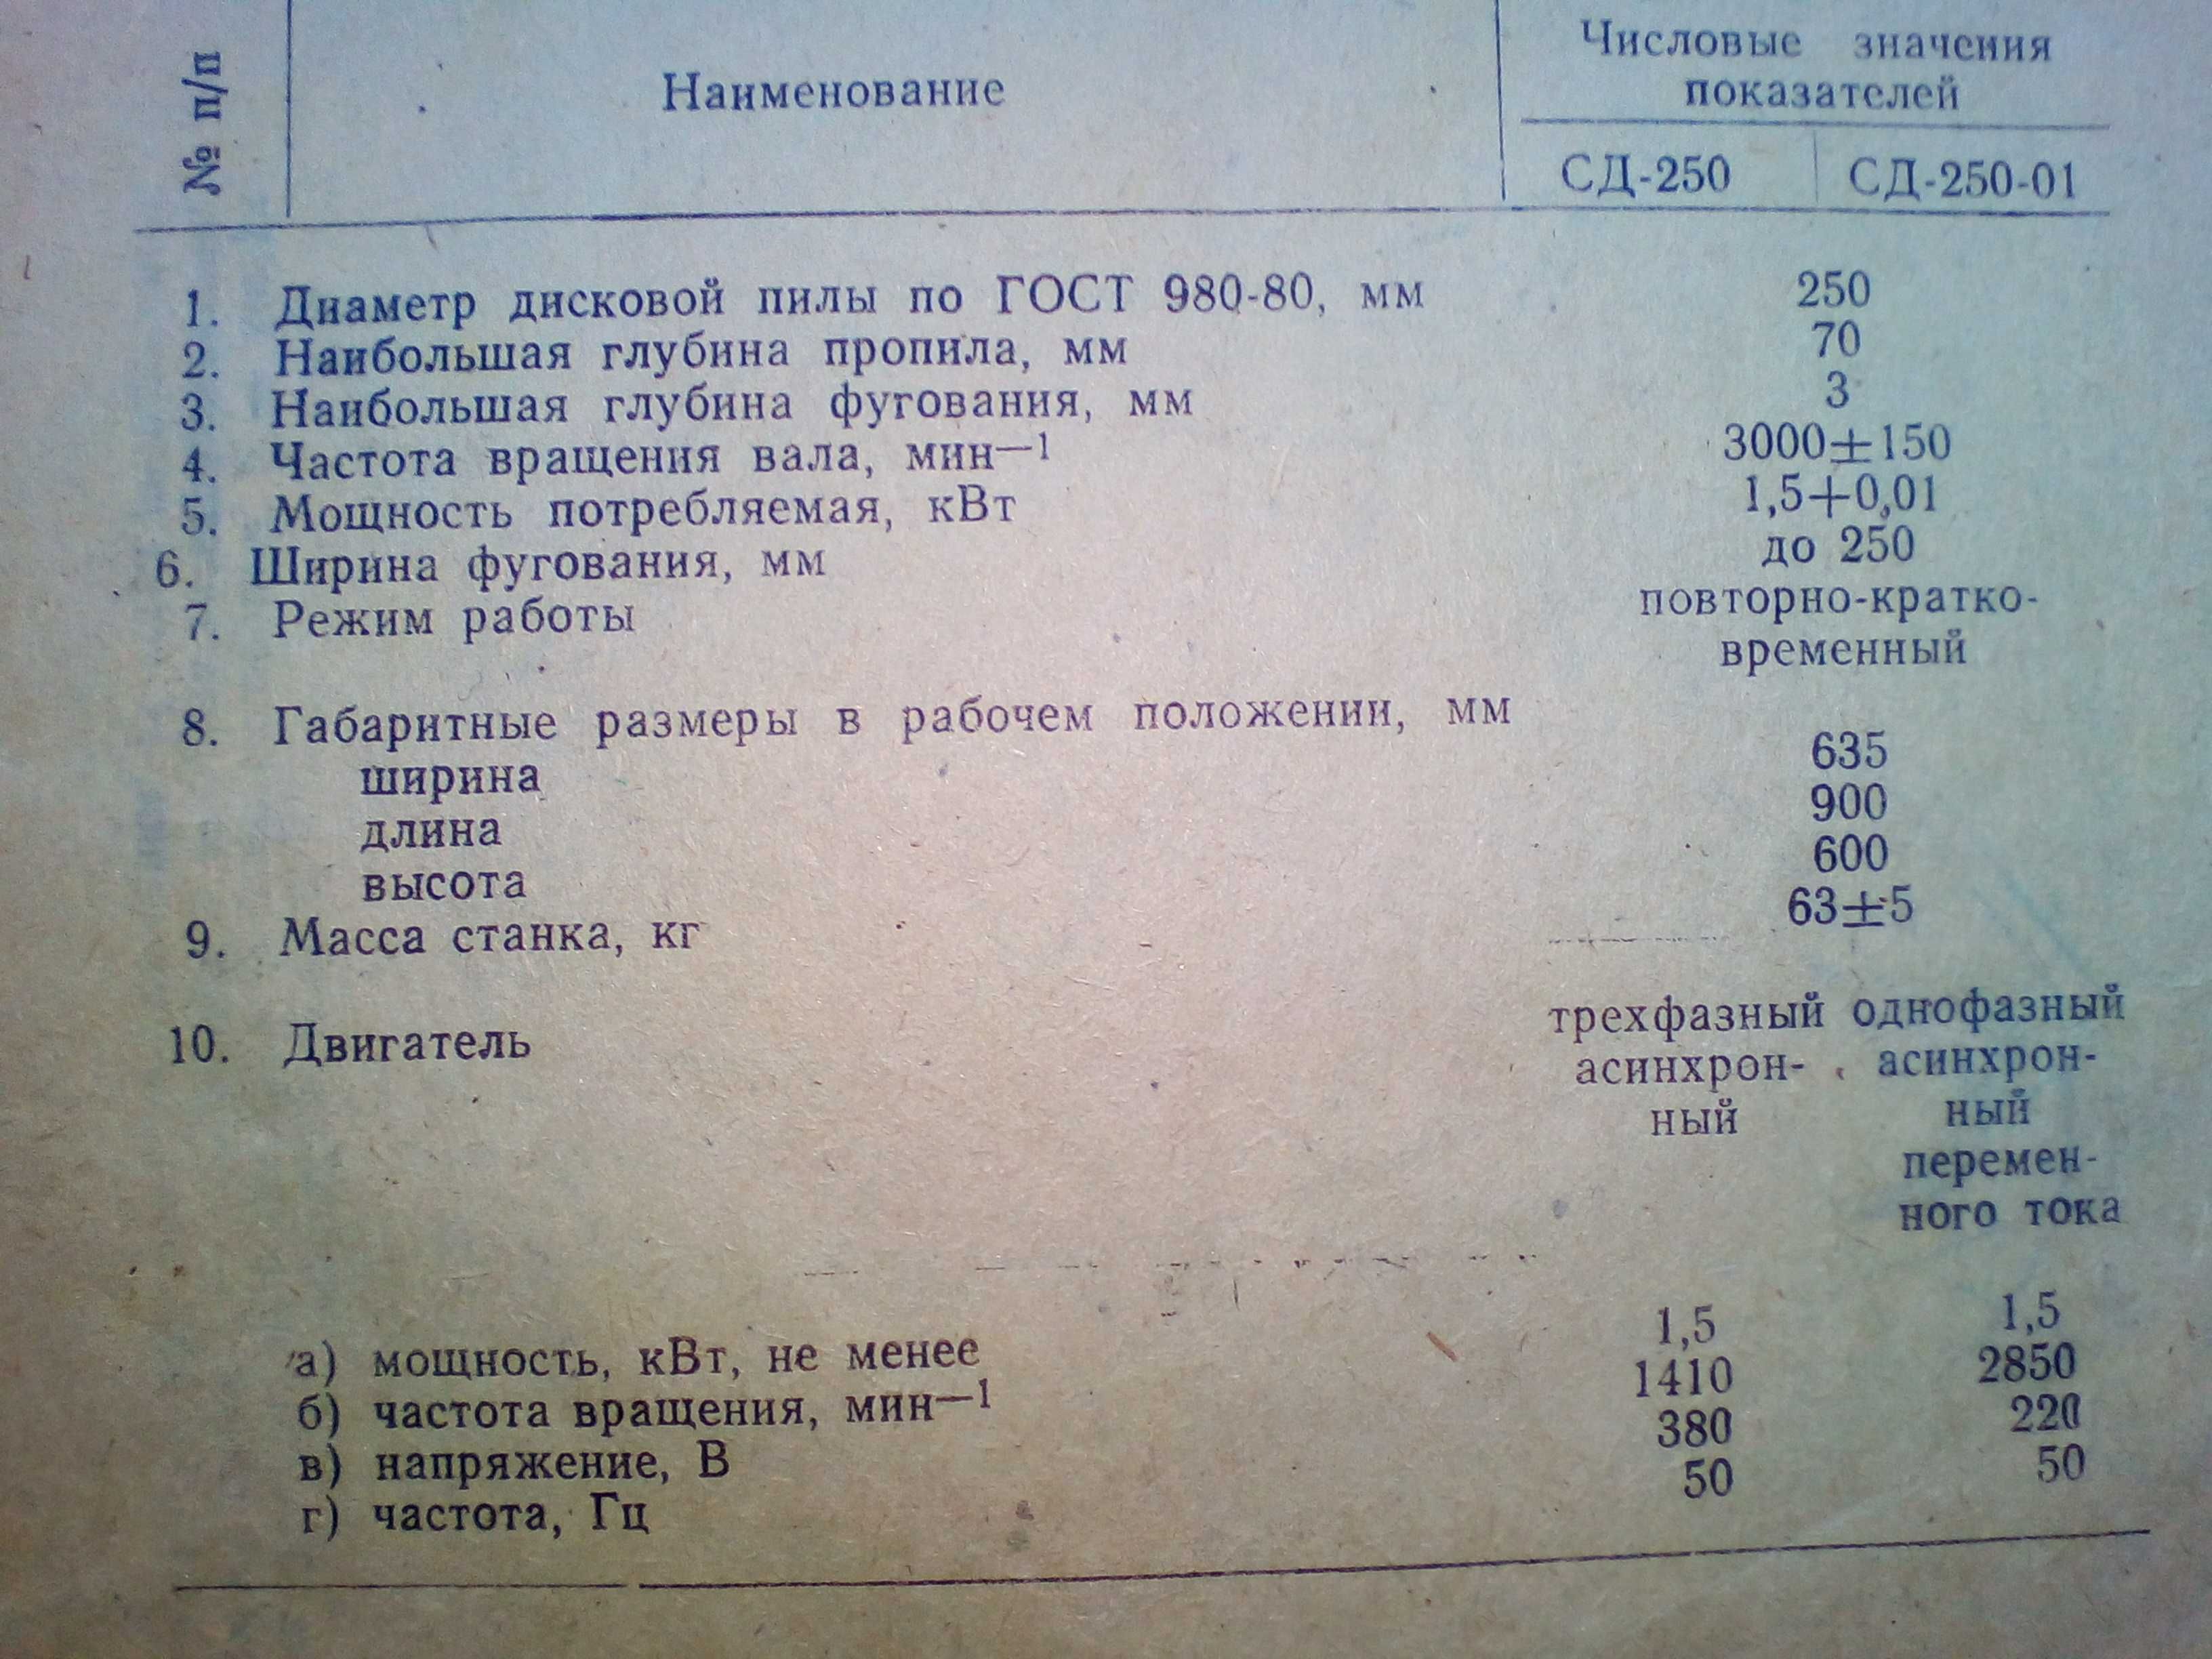 № п/п
Наименование
Числовые значения
показателей
СД-250 СД-250-01
1. Диаметр дисковой пилы по ГОСТ 980-80, мм 250
2. Наибольшая глубина пропила, мм 70
3. Наибольшая глубина фугования, мм 3
4. Частота вращения вала, мин—1 3000±150
5. Мощность потребляемая, кВт 1,5+0,01
6. Ширина фугования, мм до 250
7. Режим работы повторно-кратко-
временный
8. Габаритные размеры в рабочем положении, мм
ширина 635
длина 900
высота 600
9. Масса станка, кг 63±5
10. Двигатель трехфазный однофазный
асинхрон- асинхрон-
ный ный
перемен-
ного тока
а) мощность, кВт, не менее 1,5 1,5
б) частота вращения, мин—1 1410 2850
в) напряжение, В 380 220
г) частота, Гц 50 50